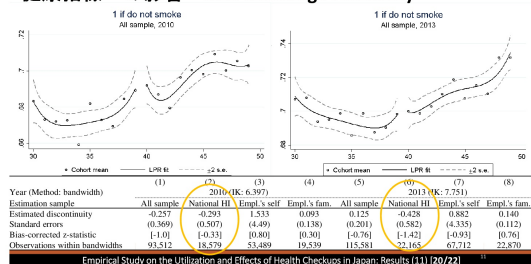 1 if do not smoke
All sample, 2010
1 if do not smoke
All sample, 2013
.72
.7
.68
.66
30 35 40 45 50
.74
.72
.7
.68
30 35 40 45 50
Cohort mean LPR fit ±2 s.e.
Cohort mean LPR fit ±2 s.e.
(1) (2) (3) (4) (5) (6) (7) (8)
Year (Method: bandwidth) 2010 (IK: 6.397) 2013 (IK: 7.751)
Estimation sample All sample National HI Empl.'s self Empl.'s fam. All sample National HI Empl.'s self Empl.'s fam.
Estimated discontinuity -0.257 -0.293 1.533 0.093 0.125 -0.428 0.882 0.140
Standard errors (0.369) (0.507) (4.49) (0.138) (0.201) (0.582) (4.335) (0.112)
Bias-corrected z-statistic [-1.0] [-0.33] [0.80] [0.30] [-0.76] [-1.42] [-0.93] [0.76]
Observations within bandwidths 93,512 18,579 53,489 19,539 115,581 22,165 67,712 22,870
Empirical Study on the Utilization and Effects of Health Checkups in Japan: Results (11) [20/22]
11